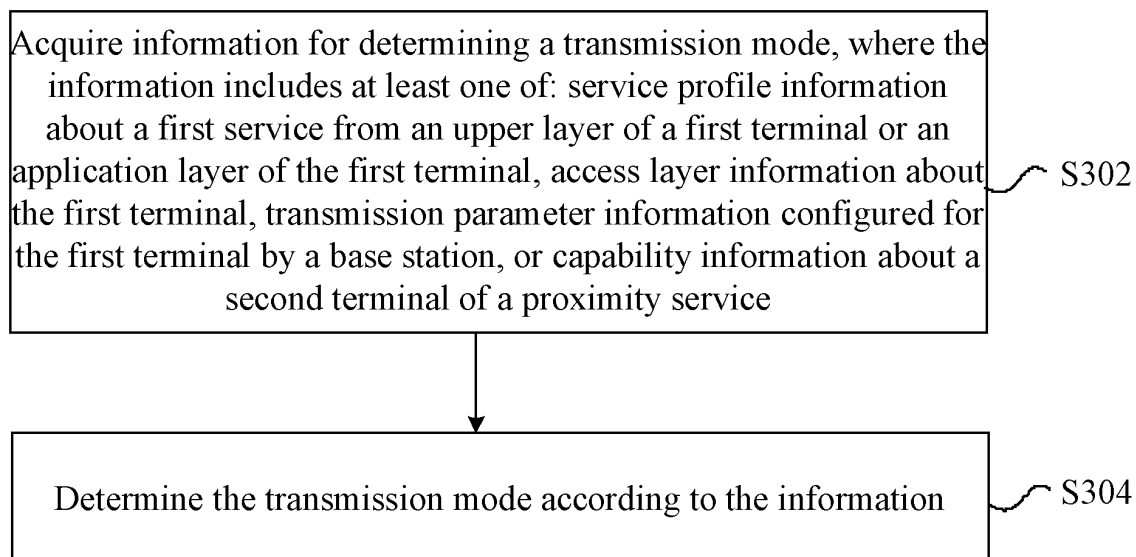 Acquire information for determining a transmission mode, where the
information includes at least one of: service profile information
about a first service from an upper layer of a first terminal or an
application layer of the first terminal, access layer information about
the first terminal, transmission parameter information configured for
the first terminal by a base station, or capability information about a
second terminal of a proximity service
S302
Determine the transmission mode according to the information
S304